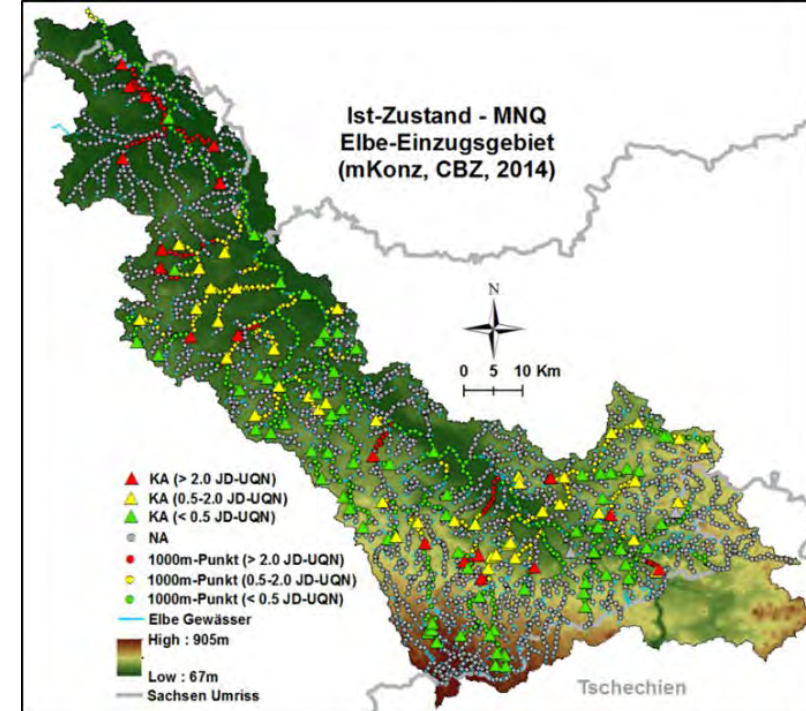 Ist-Zustand - MNQ
Elbe-Einzugsgebiet
(mKonz, CBZ, 2014)
N
0 5 10 Km
KA (> 2.0 JD-UQN)
KA (0.5-2.0 JD-UQN)
KA (< 0.5 JD-UQN)
NA
1000m-Punkt (> 2.0 JD-UQN)
1000m-Punkt (0.5-2.0 JD-UQN)
1000m-Punkt (< 0.5 JD-UQN)
Elbe Gewässer
High : 905m
Low : 67m
Sachsen Umriss
Tschechien